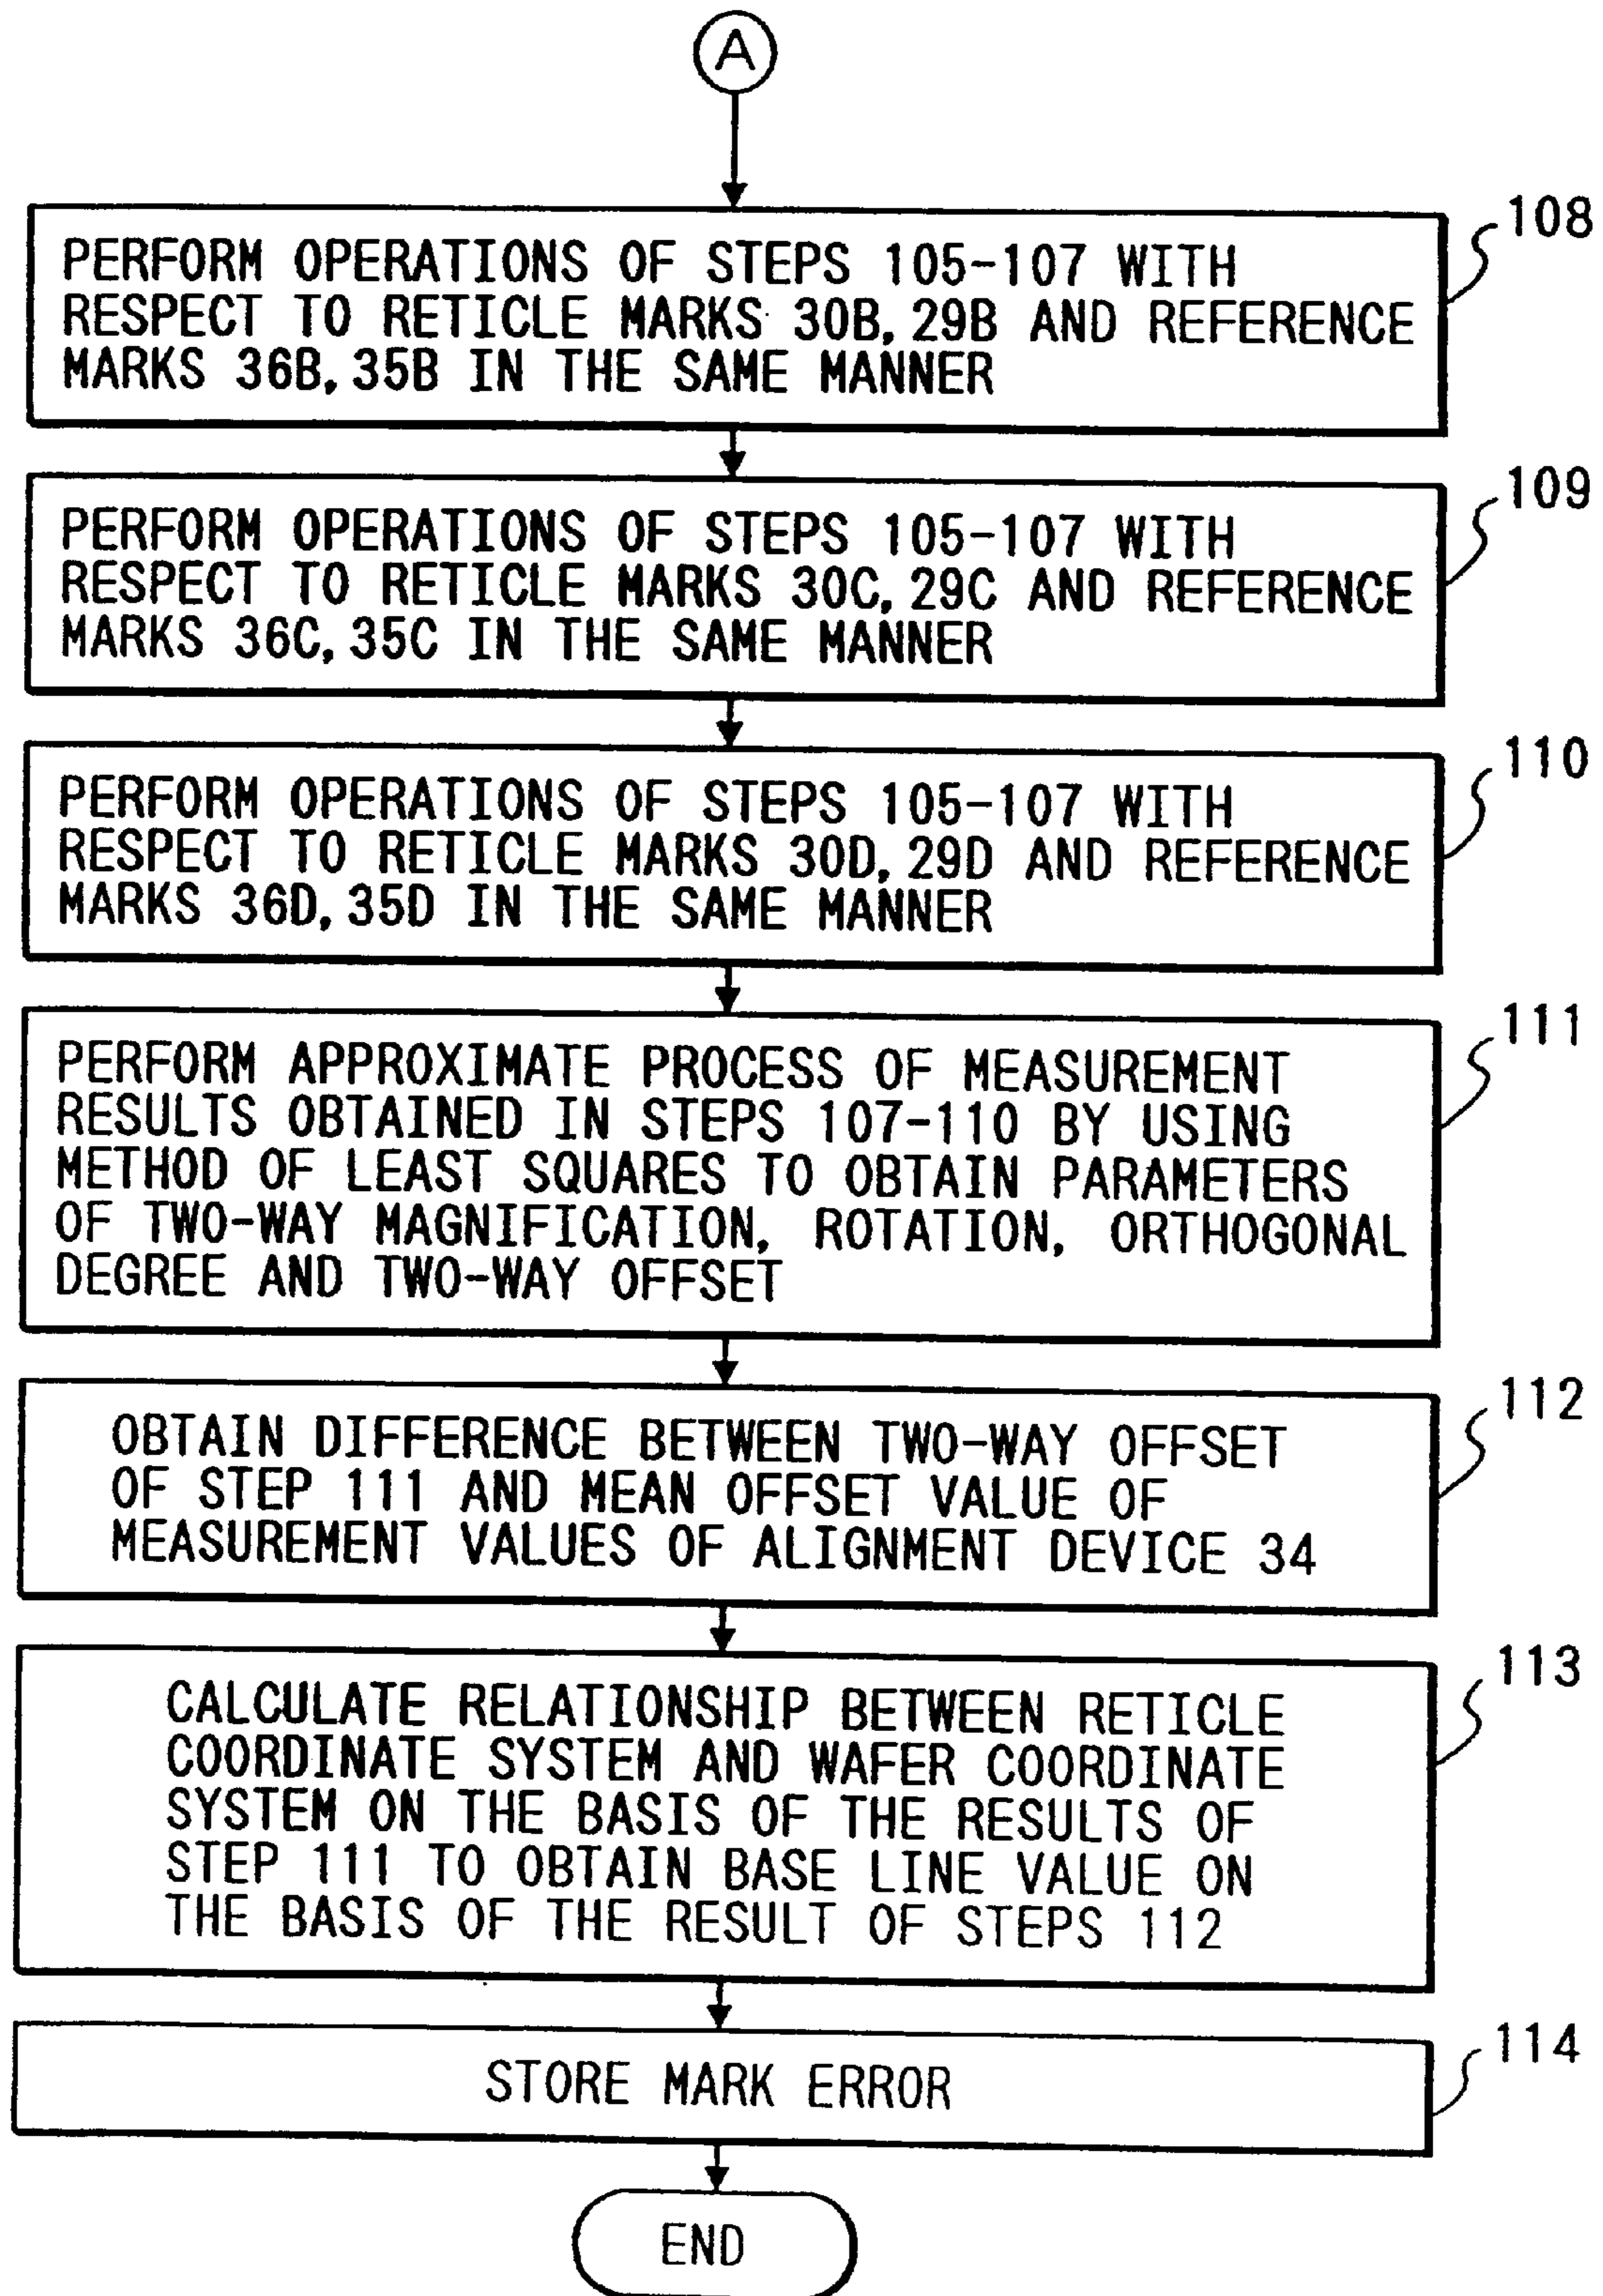 A
108
PERFORM OPERATIONS OF STEPS 105-107 WITH
RESPECT TO RETICLE MARKS 30B, 29B AND REFERENCE
MARKS 36B, 35B IN THE SAME MANNER
109
PERFORM OPERATIONS OF STEPS 105-107 WITH
RESPECT TO RETICLE MARKS 30C, 29C AND REFERENCE
MARKS 36C, 35C IN THE SAME MANNER
110
PERFORM OPERATIONS OF STEPS 105-107 WITH
RESPECT TO RETICLE MARKS 30D, 29D AND REFERENCE
MARKS 36D, 35D IN THE SAME MANNER
111
PERFORM APPROXIMATE PROCESS OF MEASUREMENT
RESULTS OBTAINED IN STEPS 107-110 BY USING
METHOD OF LEAST SQUARES TO OBTAIN PARAMETERS
OF TWO-WAY MAGNIFICATION, ROTATION, ORTHOGONAL
DEGREE AND TWO-WAY OFFSET
112
OBTAIN DIFFERENCE BETWEEN TWO-WAY OFFSET
OF STEP 111 AND MEAN OFFSET VALUE OF
MEASUREMENT VALUES OF ALIGNMENT DEVICE 34
113
CALCULATE RELATIONSHIP BETWEEN RETICLE
COORDINATE SYSTEM AND WAFER COORDINATE
SYSTEM ON THE BASIS OF THE RESULTS OF
STEP 111 TO OBTAIN BASE LINE VALUE ON
THE BASIS OF THE RESULT OF STEPS 112
114
STORE MARK ERROR
END